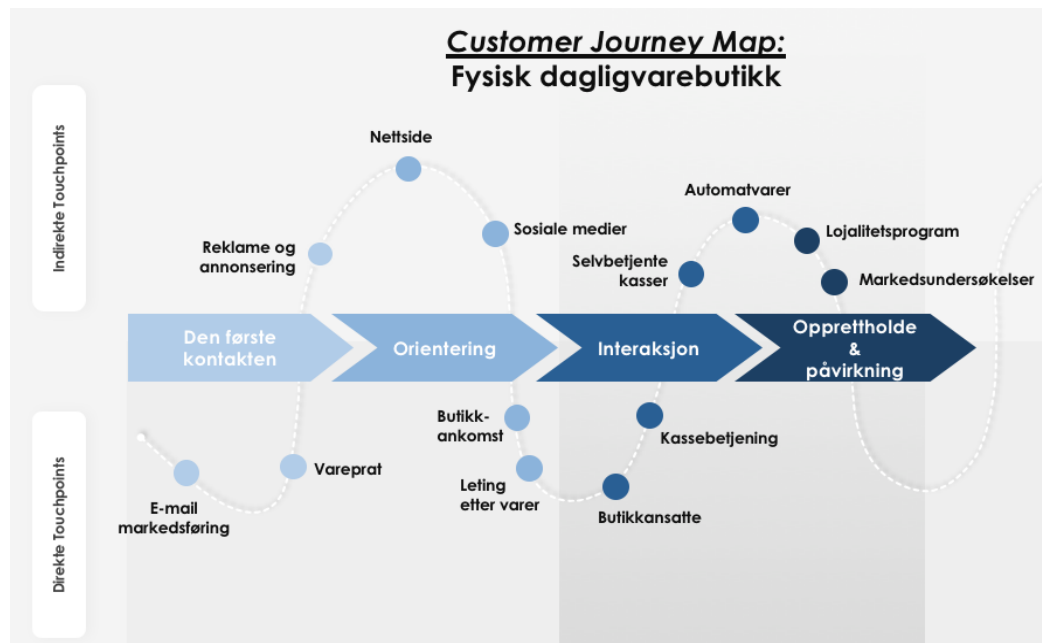 Customer Journey Map:
Fysisk dagligvarebutikk
Indirekte Touchpoints
Nettside
Reklame og
annonsering
Sosiale medier
Automatvarer
Selvbetjente
kasser
Lojalitetsprogram
Markedsundersøkelser
Den første
kontakten
Orientering
Interaksjon
Opprettholde
&
påvirkning
Direkte Touchpoints
E-mail
markedsføring
Vareprat
Butikk-
ankomst
Leting
etter varer
Kassebetjening
Butikkansatte